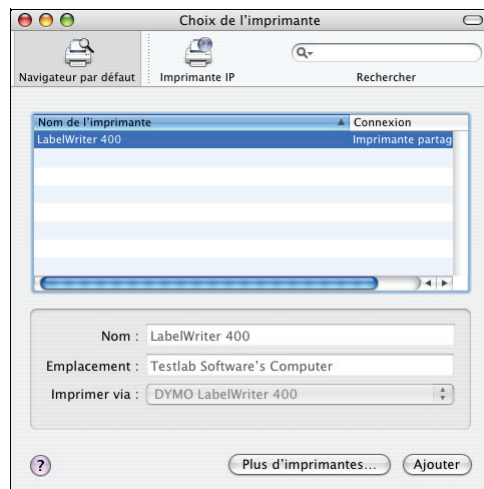 Choix de l'imprimante
Navigateur par défaut
Imprimante IP
Rechercher
Nom de l'imprimante
Connexion
LabelWriter 400
Imprimante partag
Nom :
LabelWriter 400
Emplacement :
Testlab Software's Computer
Imprimer via :
DYMO LabelWriter 400
?
Plus d'imprimantes...
Ajouter